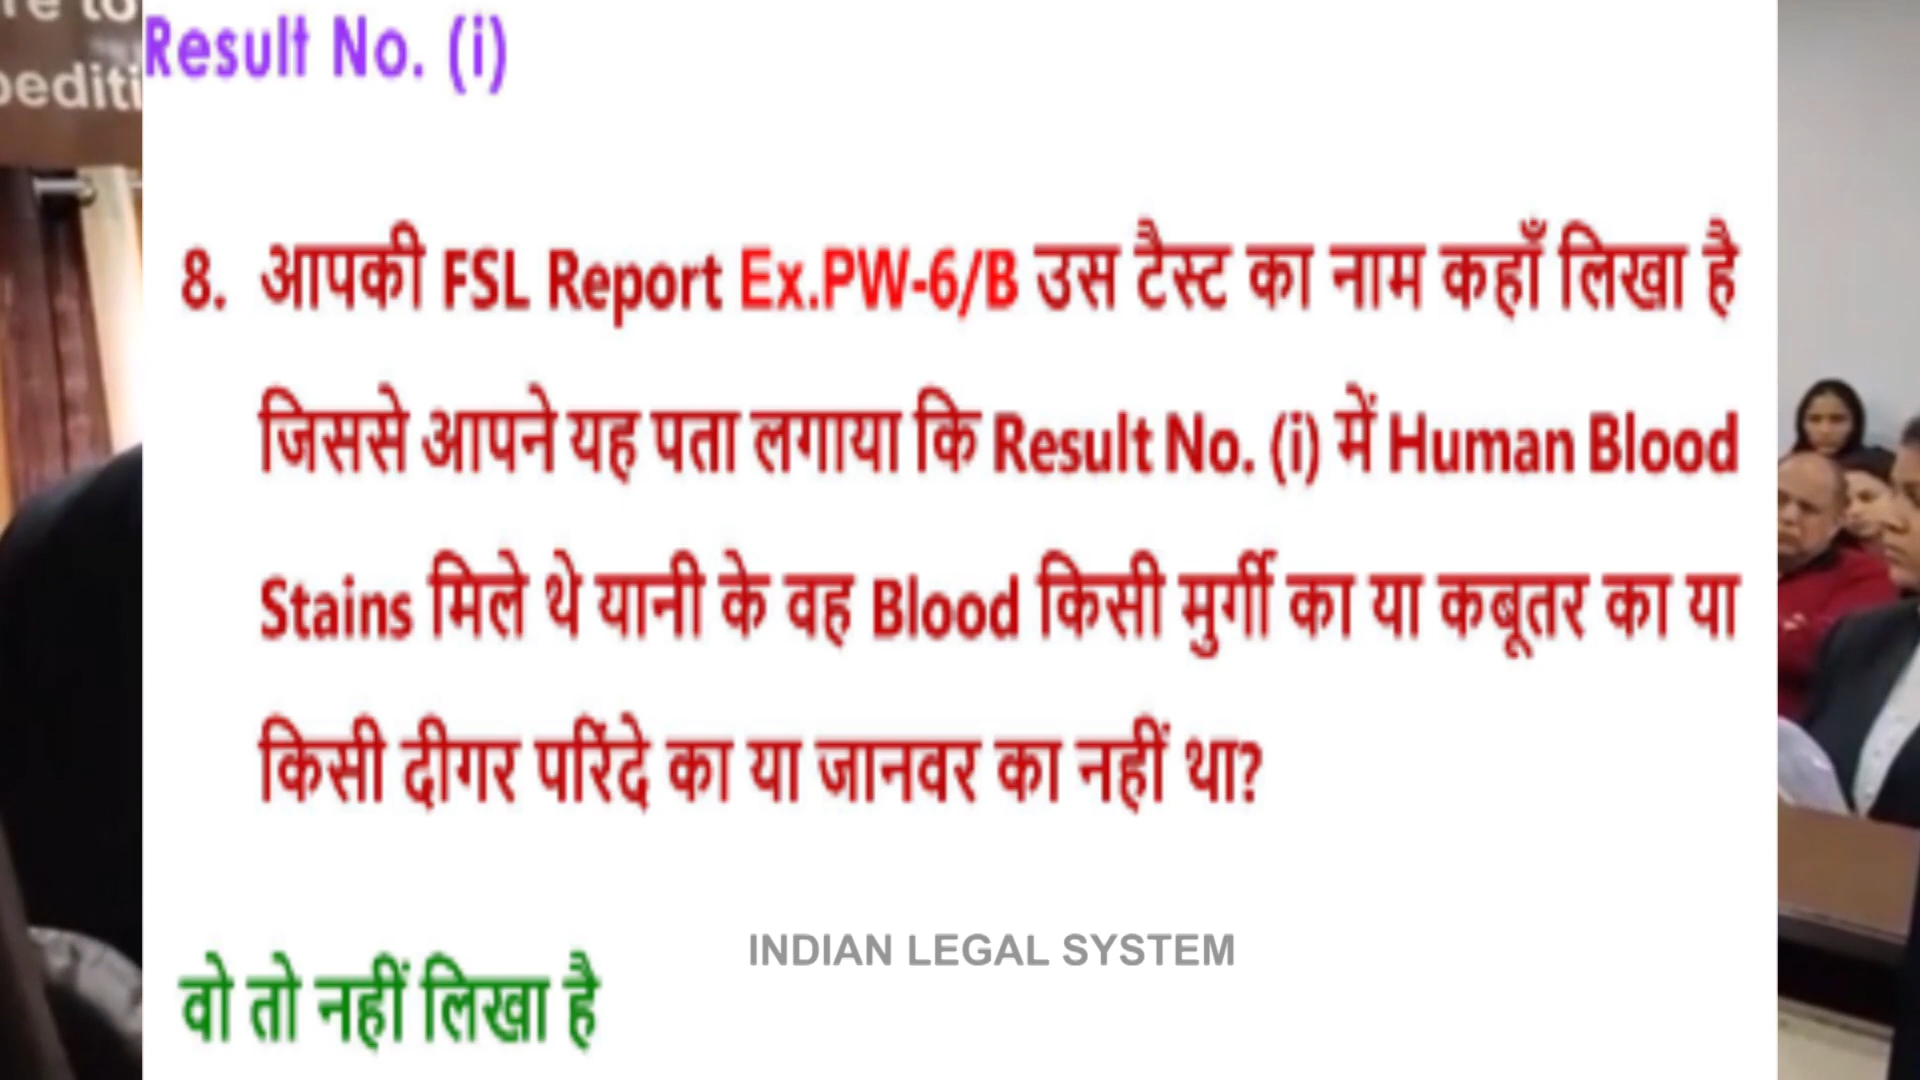 Result No. (i)
8. आपकी FSL Report Ex.PW-6/B उस टैस्ट का नाम कहाँ लिखा है
जिससे आपने यह पता लगाया कि Result No. (i) में Human Blood
Stains मिले थे यानी के वह Blood किसी मुर्गी का या कबूतर का या
किसी दीगर परिंदे का या जानवर का नहीं था?
INDIAN LEGAL SYSTEM
वो तो नहीं लिखा है